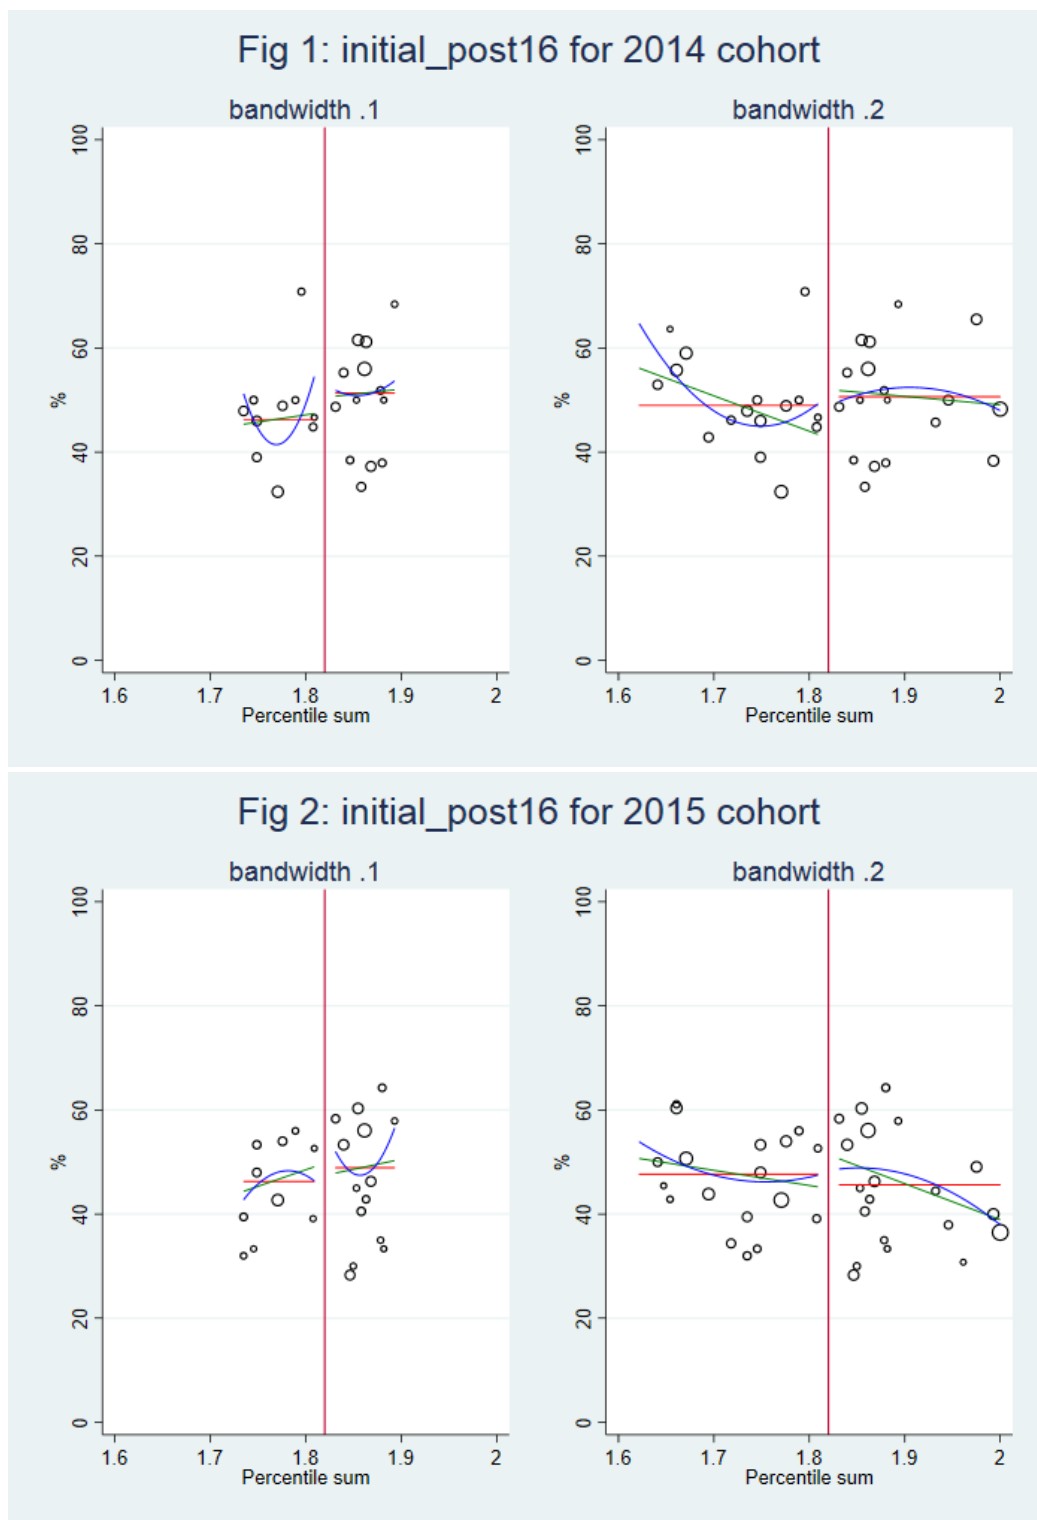 Fig 1: initial_post16 for 2014 cohort
bandwidth .1
bandwidth .2
100
80
60
40
20
0
%
1.6 1.7 1.8 1.9 2
Percentile sum
100
80
60
40
20
0
%
1.6 1.7 1.8 1.9 2
Percentile sum
Fig 2: initial_post16 for 2015 cohort
bandwidth .1
bandwidth .2
100
80
60
40
20
0
%
1.6 1.7 1.8 1.9 2
Percentile sum
100
80
60
40
20
0
%
1.6 1.7 1.8 1.9 2
Percentile sum